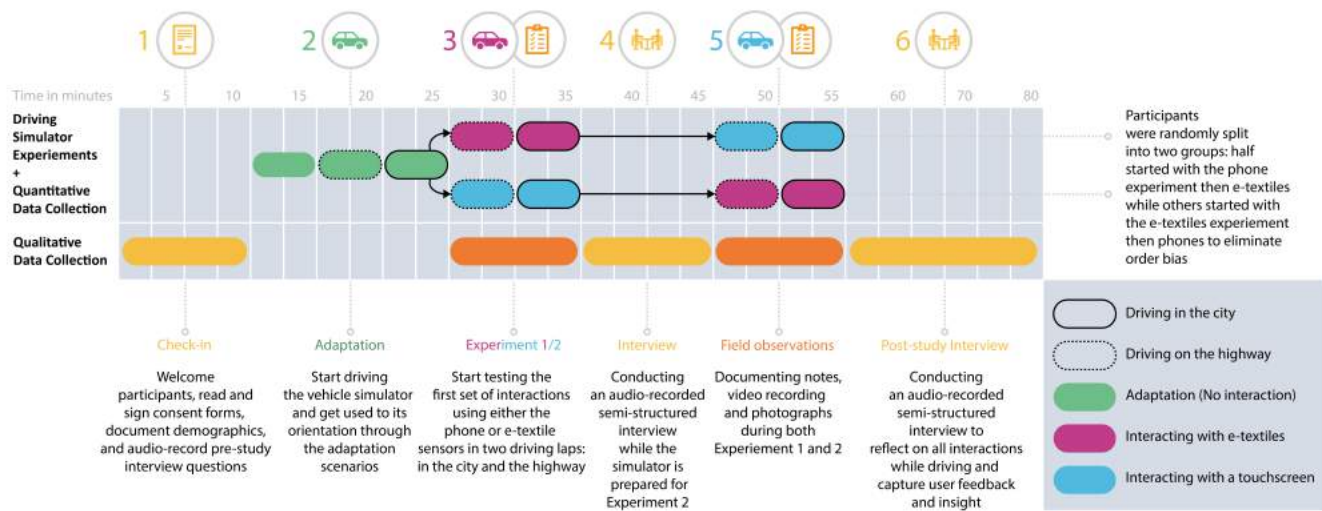 1
2
3
4
5
6
Time in minutes
5 10 15 20 25 30 35 40 45 50 55 60 70 80
Driving
Simulator
Experiements
+
Quantitative
Data Collection
Qualitative
Data Collection
Participants
were randomly split
into two groups: half
started with the phone
experiment then e-textiles
while others started with
the e-textiles experiement
then phones to eliminate
order bias
Check-in
Welcome
participants, read and
sign consent forms,
document demographics,
and audio-record pre-study
interview questions
Adaptation
Start driving
the vehicle simulator
and get used to its
orientation through
the adaptation
scenarios
Experiment 1/2
Start testing the
first set of interactions
using either the
phone or e-textile
sensors in two driving laps:
in the city and the highway
Interview
Conducting
an audio-recorded
semi-structured
interview
while the
simulator is
prepared for
Experiment 2
Field observations
Documenting notes,
video recording
and photographs
during both
Experiement 1 and 2
Post-study Interview
Conducting
an audio-recorded
semi-structured
interview to
reflect on all interactions
while driving and
capture user feedback
and insight
Driving in the city
Driving on the highway
Adaptation (No interaction)
Interacting with e-textiles
Interacting with a touchscreen